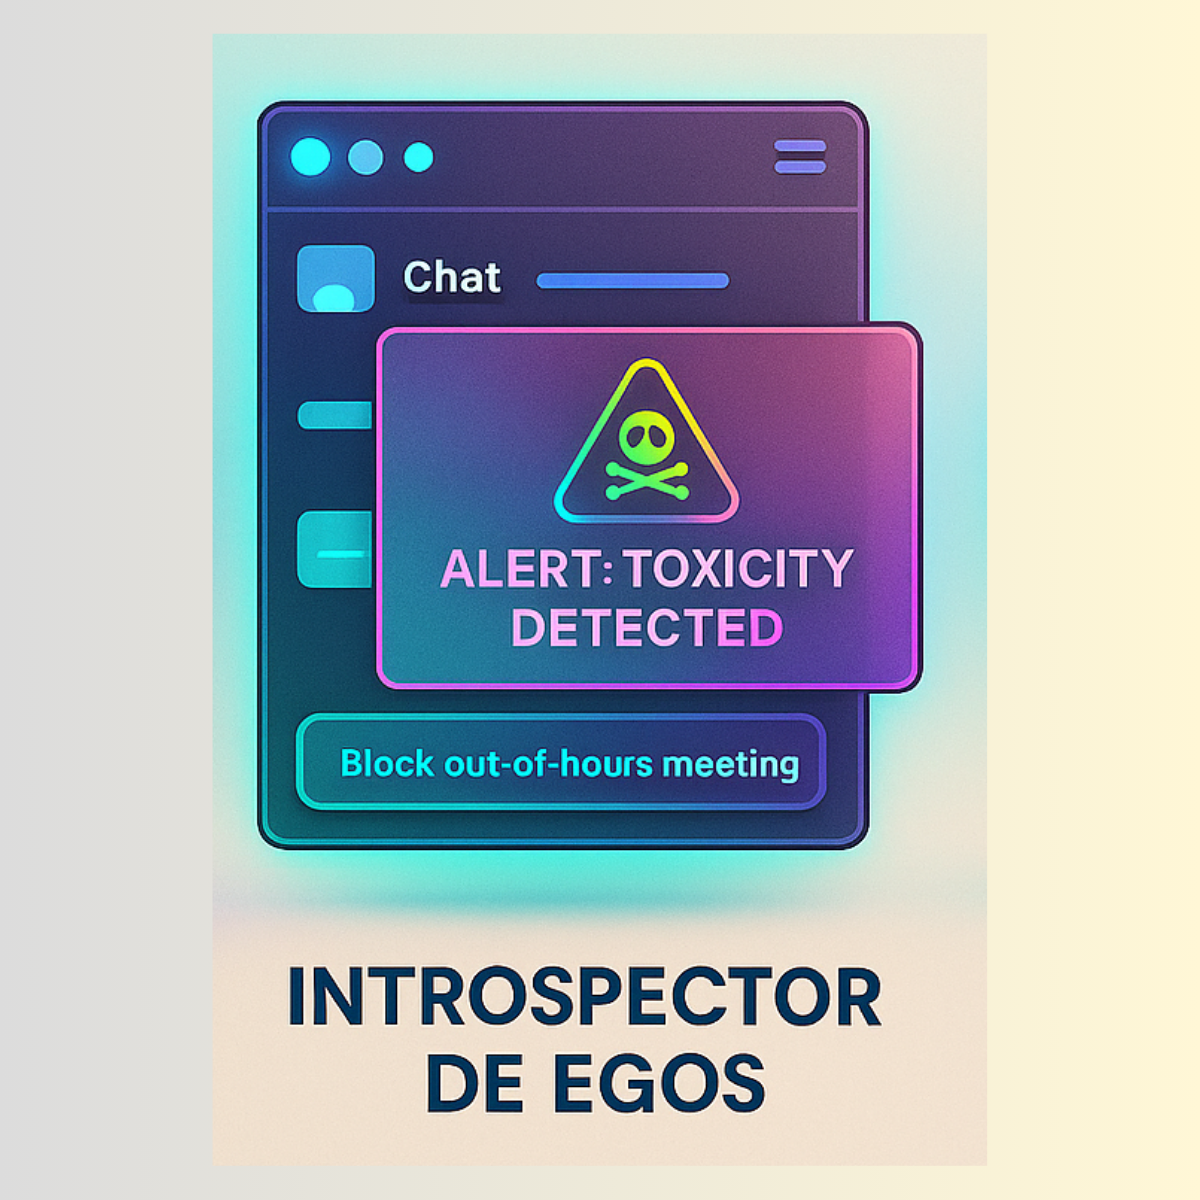 Chat
ALERT: TOXICITY
DETECTED
Block out-of-hours meeting
INTROSPECTOR
DE EGOS